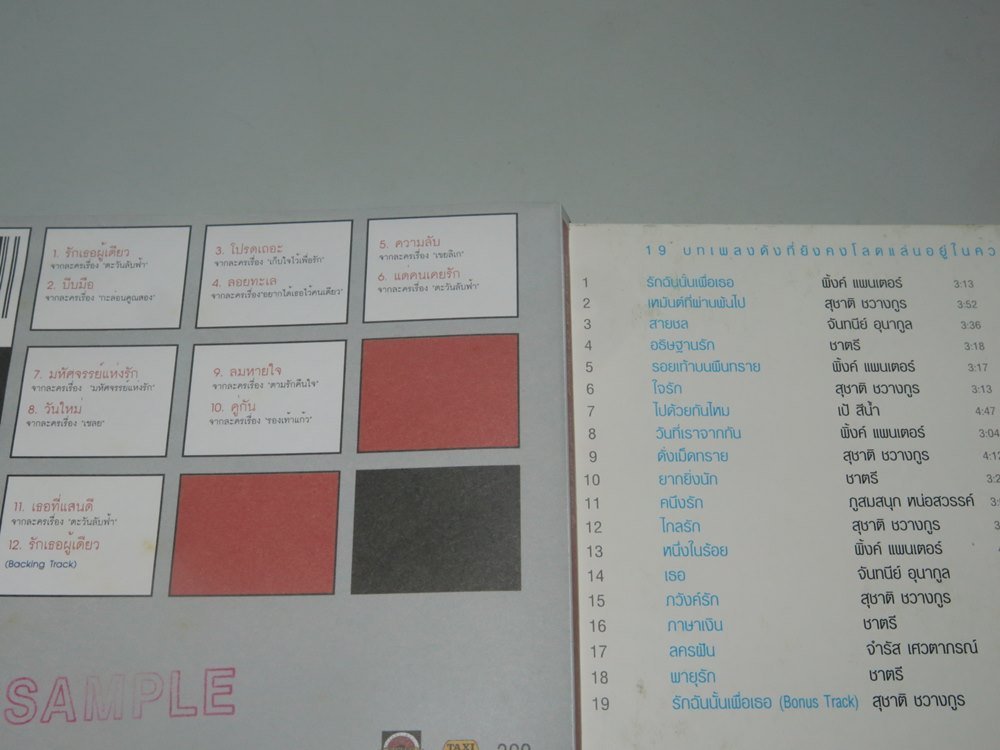 1. รักเธอผู้เดียว
จากละครเรื่อง "ตะวันลับฟ้า"
2. บีบมือ
จากละครเรื่อง "กะล่อนคูณสอง"
3. โปรดเถอะ
จากละครเรื่อง "เก็บใจไว้เพื่อรัก"
4. ลอยทะเล
จากละครเรื่อง"อยากได้เธอไว้คนเดียว"
5. ความลับ
จากละครเรื่อง "เขยลิเก"
6. แต่คนเคยรัก
จากละครเรื่อง "ตะวันลับฟ้า"
7. มหัศจรรย์แห่งรัก
จากละครเรื่อง "มหัศจรรย์แห่งรัก"
8. วันใหม่
จากละครเรื่อง "เชลย"
9. ลมหายใจ
จากละครเรื่อง "ตามรักคืนใจ"
10. คู่กัน
จากละครเรื่อง "รองเท้าแก้ว"
11. เธอที่แสนดี
จากละครเรื่อง "ตะวันลับฟ้า"
12. รักเธอผู้เดียว
(Backing Track)
SAMPLE
TAXI
19 บทเพลงดังที่ยังคงโลดแล่นอยู่ในคว
1 รักฉันนั้นเพื่อเธอ พิ้งค์ แพนเตอร์ 3:13
2 เหมันต์ที่ผ่านพ้นไป สุชาติ ชวางกูร 3:52
3 สายชล จันทนีย์ อุนากูล 3:36
4 อธิษฐานรัก ชาตรี 3:18
5 รอยเท้าบนผืนทราย พิ้งค์ แพนเตอร์ 3:17
6 ใจรัก สุชาติ ชวางกูร 3:13
7 ไปด้วยกันไหม เป้ สีน้ำ 4:47
8 วันที่เราจากกัน พิ้งค์ แพนเตอร์ 3:04
9 ดั่งเม็ดทราย สุชาติ ชวางกูร 4:12
10 ยากยิ่งนัก ชาตรี 3:2
11 คนึงรัก ภูสมสนุก หน่อสวรรค์ 3:
12 ไกลรัก สุชาติ ชวางกูร 3
13 หนึ่งในร้อย พิ้งค์ แพนเตอร์
14 เธอ จันทนีย์ อุนากูล
15 ภวังค์รัก สุชาติ ชวางกูร
16 ภาษาเงิน ชาตรี
17 ละครฝัน จำรัส เศวตาภรณ์
18 พายุรัก ชาตรี
19 รักฉันนั้นเพื่อเธอ (Bonus Track) สุชาติ ชวางกูร